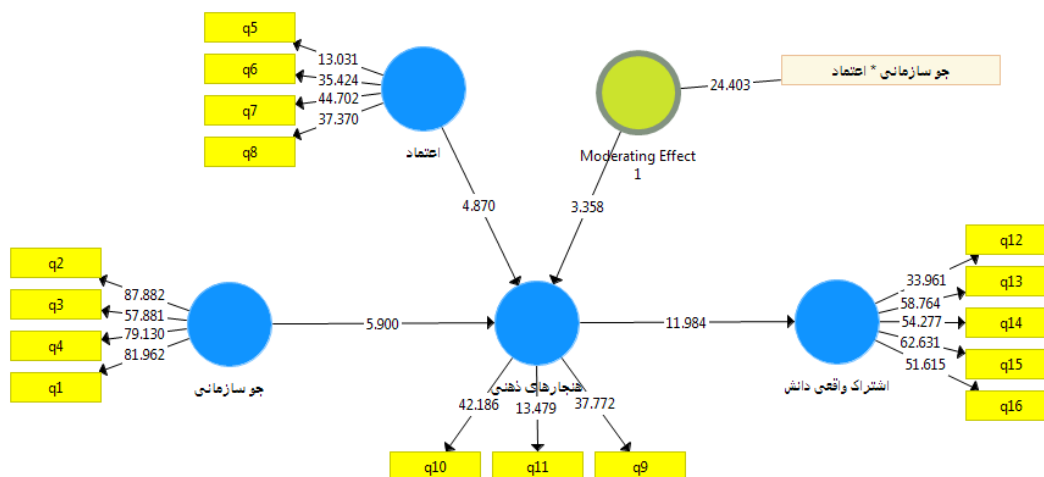 q5
q6
q7
q8
13.031
35.424
44.702
37.370
اعتماد
24.403
جو سازمانی * اعتماد
Moderating Effect
1
4.870
3.358
q2
q3
q4
q1
87.882
57.881
79.130
81.962
جو سازمانی
5.900
هنجارهای ذهنی
11.984
42.186
13.479
37.772
q10
q11
q9
اشتراک واقعی دانش
33.961
58.764
54.277
62.631
51.615
q12
q13
q14
q15
q16